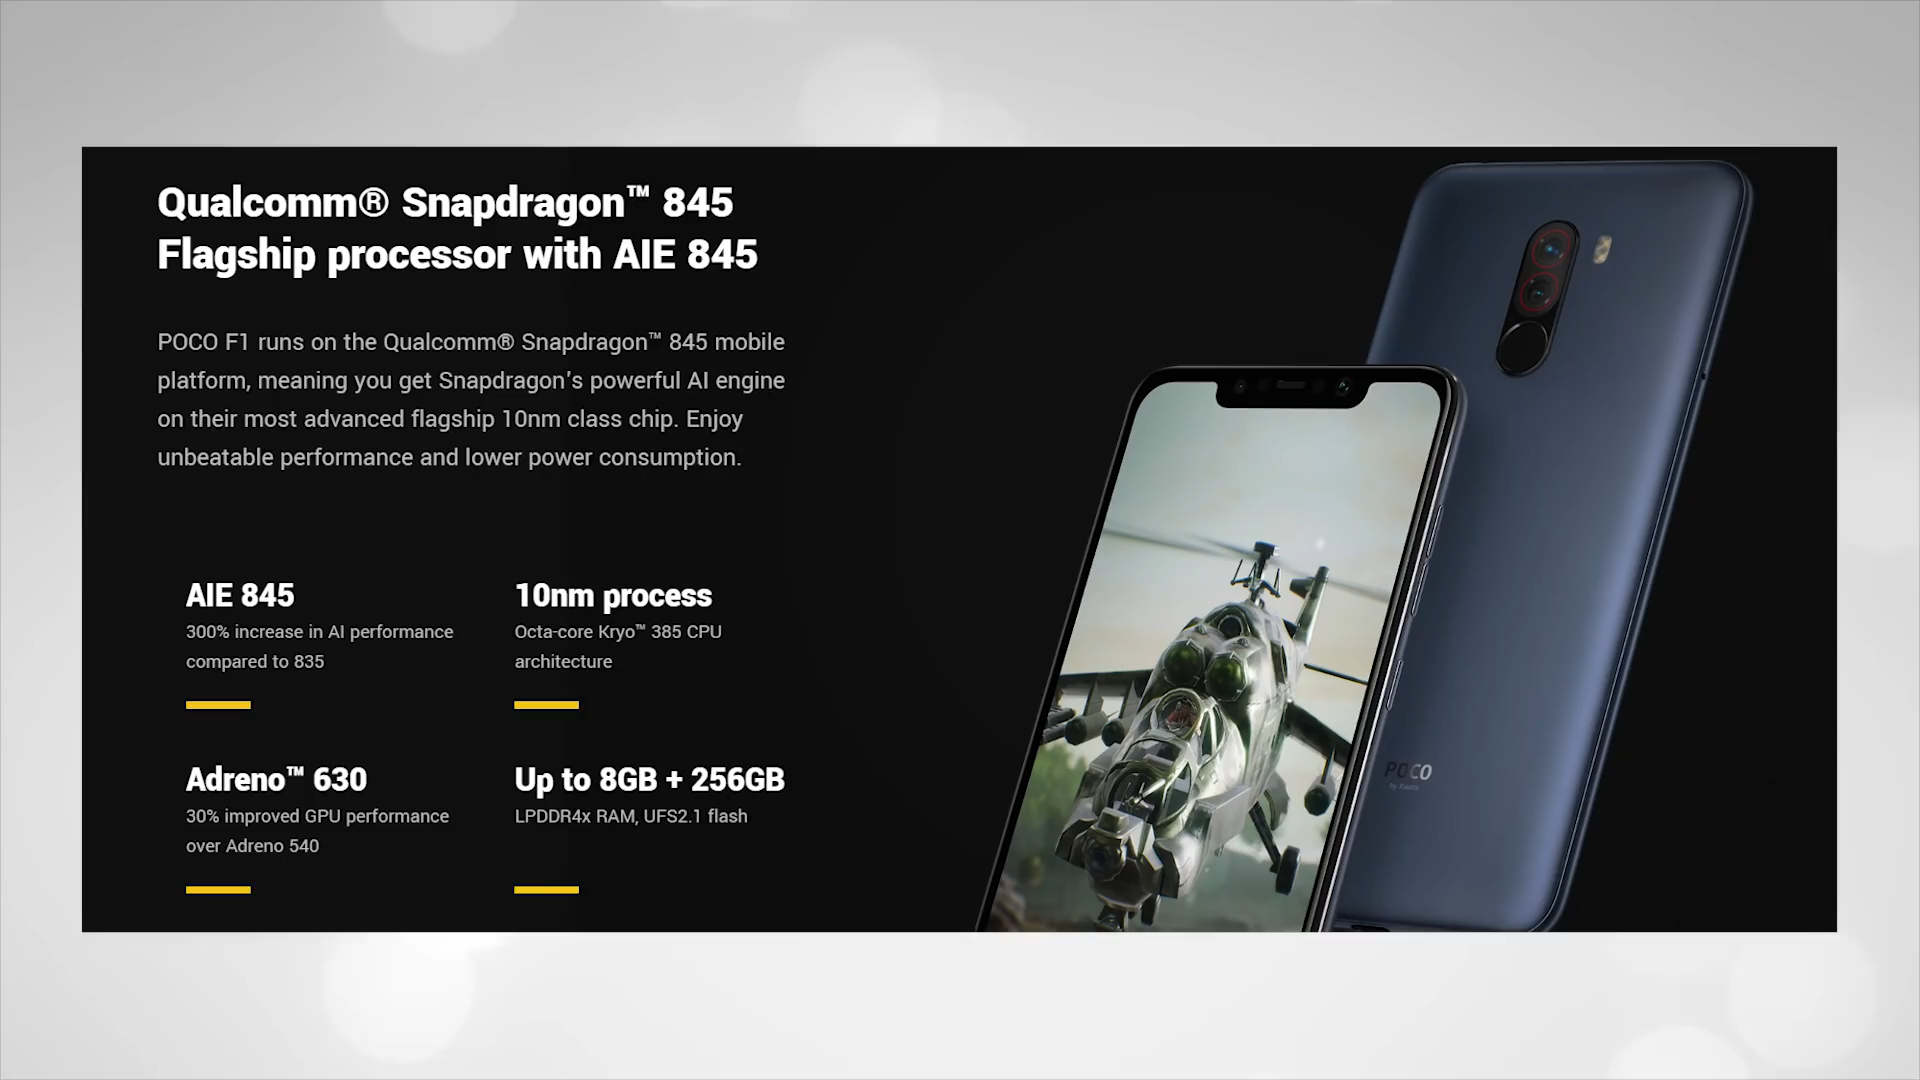 Qualcomm® Snapdragon™ 845
Flagship processor with AIE 845
POCO F1 runs on the Qualcomm® Snapdragon™ 845 mobile
platform, meaning you get Snapdragon's powerful AI engine
on their most advanced flagship 10nm class chip. Enjoy
unbeatable performance and lower power consumption.
AIE 845
300% increase in AI performance
compared to 835
10nm process
Octa-core Kryo™ 385 CPU
architecture
Adreno™ 630
30% improved GPU performance
over Adreno 540
Up to 8GB + 256GB
LPDDR4x RAM, UFS2.1 flash
POCO
by Xiaomi